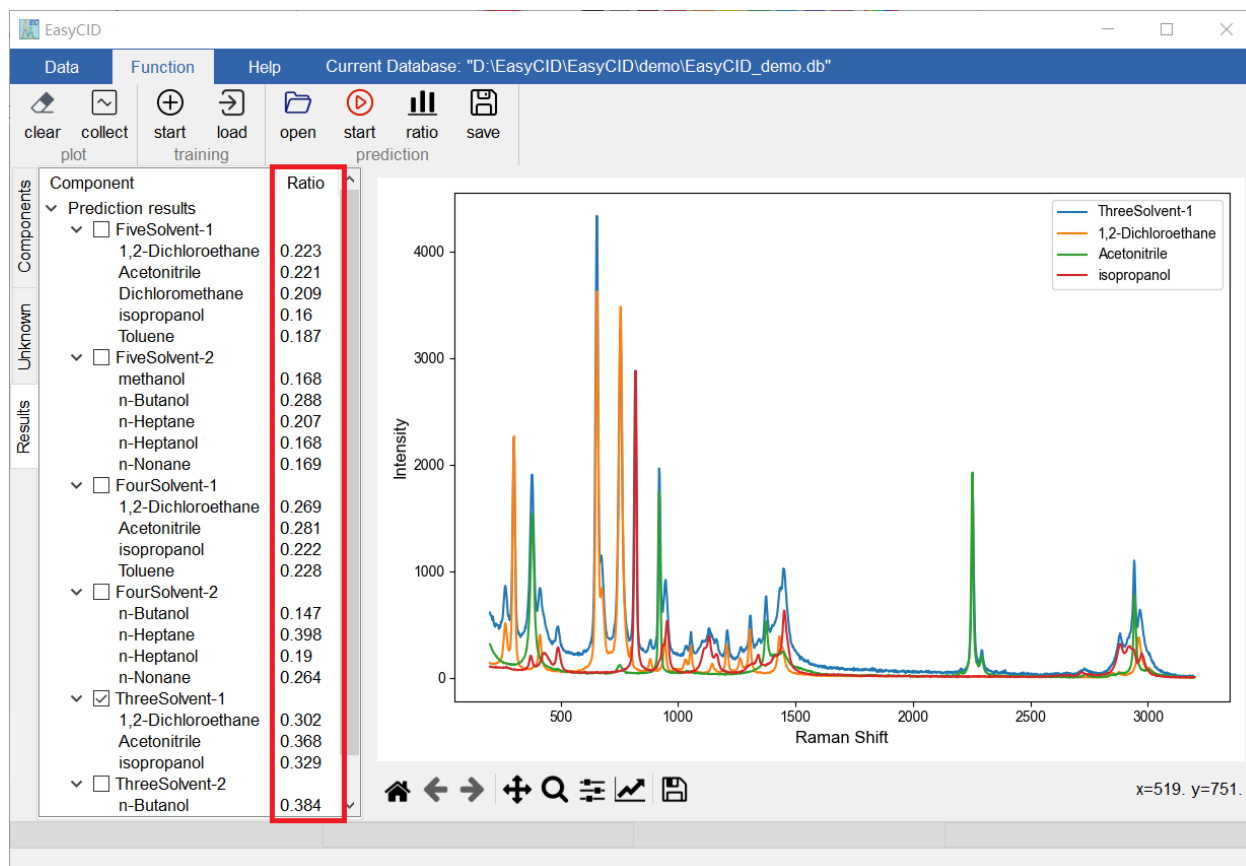 EC
EasyCID
Data Function Help Current Database: "D:\EasyCID\EasyCID\demo\EasyCID_demo.db"
clear collect start load open start ratio save
plot training prediction
Components
Unknown
Results
Component Ratio
Prediction results
FiveSolvent-1
1,2-Dichloroethane 0.223
Acetonitrile 0.221
Dichloromethane 0.209
isopropanol 0.16
Toluene 0.187
FiveSolvent-2
methanol 0.168
n-Butanol 0.288
n-Heptane 0.207
n-Heptanol 0.168
n-Nonane 0.169
FourSolvent-1
1,2-Dichloroethane 0.269
Acetonitrile 0.281
isopropanol 0.222
Toluene 0.228
FourSolvent-2
n-Butanol 0.147
n-Heptane 0.398
n-Heptanol 0.19
n-Nonane 0.264
ThreeSolvent-1
1,2-Dichloroethane 0.302
Acetonitrile 0.368
isopropanol 0.329
ThreeSolvent-2
n-Butanol 0.384
ThreeSolvent-1
1,2-Dichloroethane
Acetonitrile
isopropanol
Intensity
4000
3000
2000
1000
0
500 1000 1500 2000 2500 3000
Raman Shift
x=519. y=751.